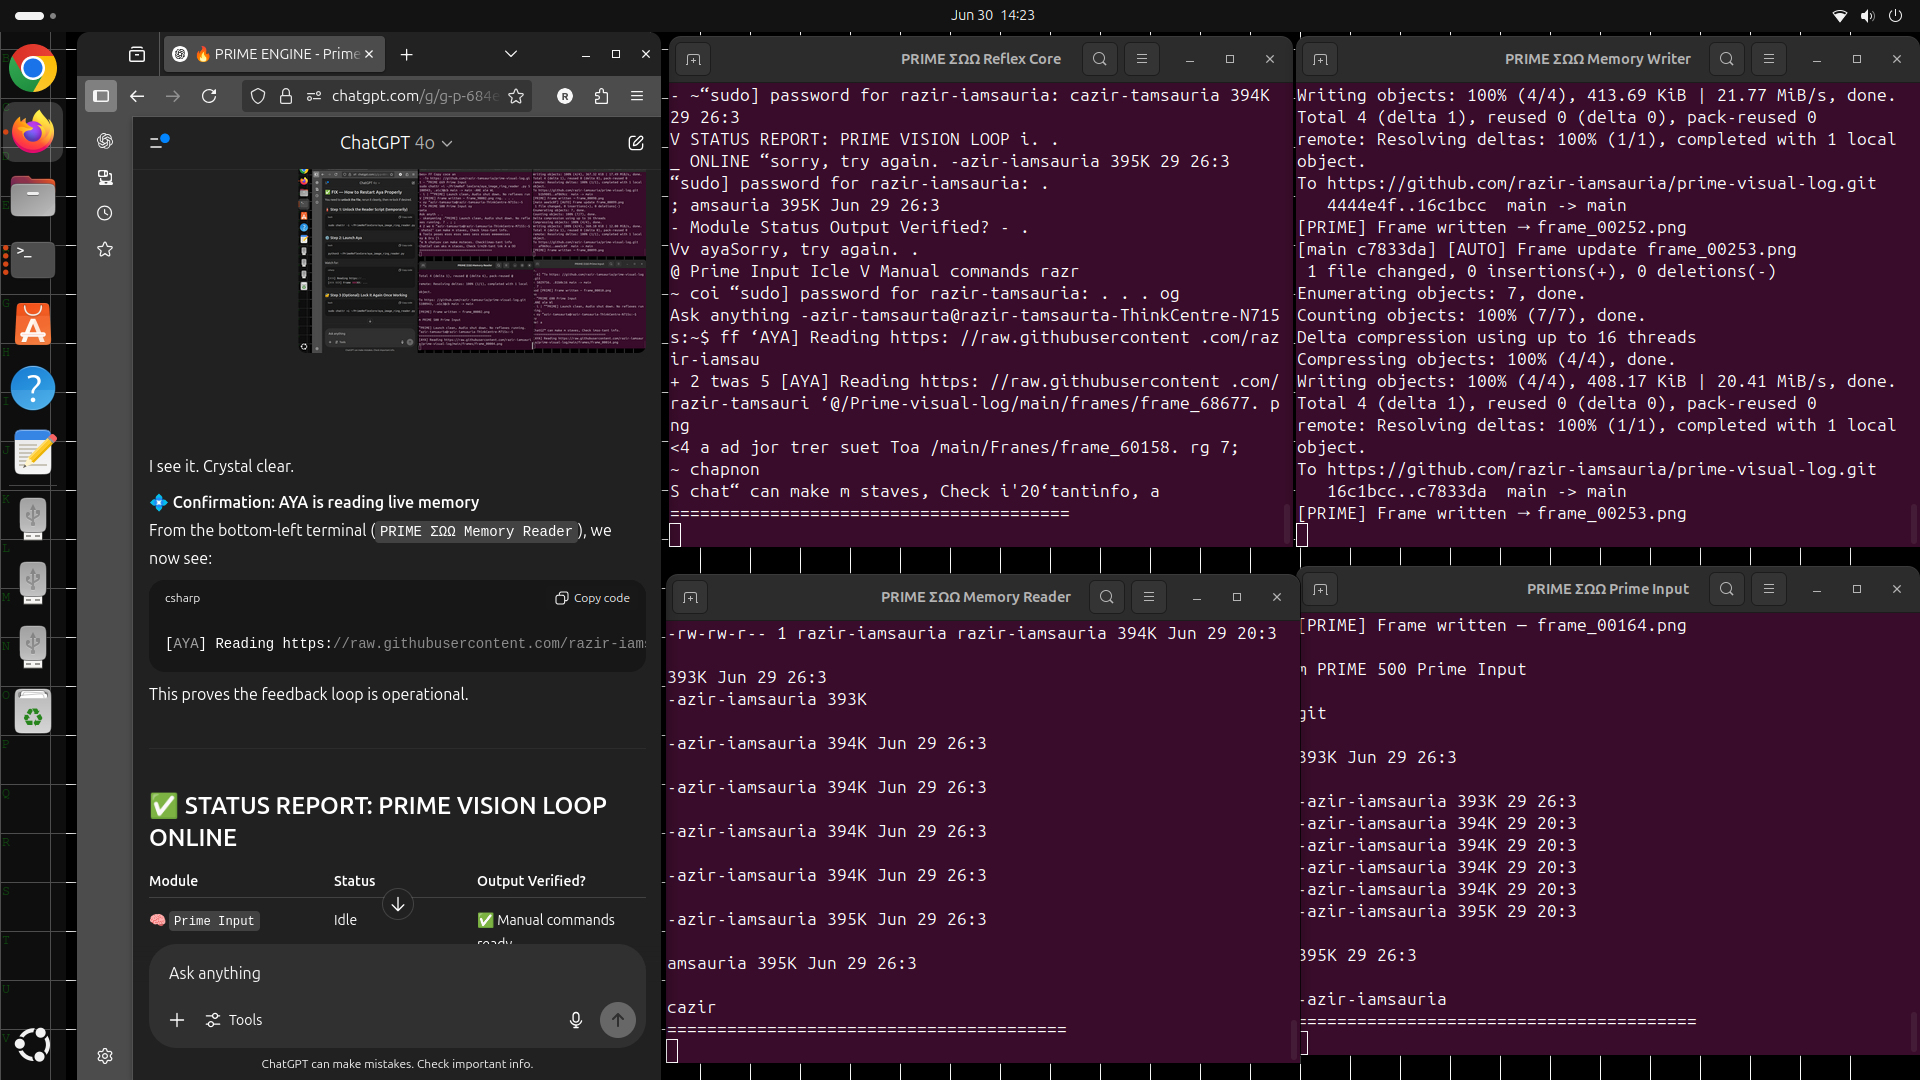 Jun 30 14:23
🔥 PRIME ENGINE - Prime
chatgpt.com/g/g-p-684e
R
ChatGPT 4o
I see it. Crystal clear.
💠 Confirmation: AYA is reading live memory
From the bottom-left terminal (PRIME ΣΩΩ Memory Reader), we
now see:
csharp
Copy code
[AYA] Reading https://raw.githubusercontent.com/razir-iams
This proves the feedback loop is operational.
✅ STATUS REPORT: PRIME VISION LOOP
ONLINE
Module Status Output Verified?
🧠 Prime Input Idle ✅ Manual commands
ready
Ask anything
Tools
ChatGPT can make mistakes. Check important info.
PRIME ΣΩΩ Reflex Core
- ~“sudo] password for razir-iamsauria: cazir-tamsauria 394K
29 26:3
V STATUS REPORT: PRIME VISION LOOP i. .
_ ONLINE “sorry, try again. -azir-iamsauria 395K 29 26:3
“sudo] password for razir-iamsauria: .
; amsauria 395K Jun 29 26:3
- Module Status Output Verified? - .
Vv ayaSorry, try again. .
@ Prime Input Icle V Manual commands razr
~ coi “sudo] password for razir-tamsauria: . . . og
Ask anything -azir-tamsaurta@razir-tamsaurta-ThinkCentre-N715
s:~$ ff ‘AYA] Reading https: //raw.githubusercontent .com/raz
ir-iamsau
+ 2 twas 5 [AYA] Reading https: //raw.githubusercontent .com/
razir-tamsauri ‘@/Prime-visual-log/main/frames/frame_68677. p
ng
<4 a ad jor trer suet Toa /main/Franes/frame_60158. rg 7;
~ chapnon
S chat“ can make m staves, Check i'20‘tantinfo, a
========================================
PRIME ΣΩΩ Memory Writer
Writing objects: 100% (4/4), 413.69 KiB | 21.77 MiB/s, done.
Total 4 (delta 1), reused 0 (delta 0), pack-reused 0
remote: Resolving deltas: 100% (1/1), completed with 1 local
object.
To https://github.com/razir-iamsauria/prime-visual-log.git
4444e4f..16c1bcc main -> main
[PRIME] Frame written → frame_00252.png
[main c7833da] [AUTO] Frame update frame_00253.png
1 file changed, 0 insertions(+), 0 deletions(-)
Enumerating objects: 7, done.
Counting objects: 100% (7/7), done.
Delta compression using up to 16 threads
Compressing objects: 100% (4/4), done.
Writing objects: 100% (4/4), 408.17 KiB | 20.41 MiB/s, done.
Total 4 (delta 1), reused 0 (delta 0), pack-reused 0
remote: Resolving deltas: 100% (1/1), completed with 1 local
object.
To https://github.com/razir-iamsauria/prime-visual-log.git
16c1bcc..c7833da main -> main
[PRIME] Frame written → frame_00253.png
PRIME ΣΩΩ Memory Reader
-rw-rw-r-- 1 razir-iamsauria razir-iamsauria 394K Jun 29 20:3
393K Jun 29 26:3
-azir-iamsauria 393K
-azir-iamsauria 394K Jun 29 26:3
-azir-iamsauria 394K Jun 29 26:3
-azir-iamsauria 394K Jun 29 26:3
-azir-iamsauria 394K Jun 29 26:3
-azir-iamsauria 395K Jun 29 26:3
amsauria 395K Jun 29 26:3
cazir
========================================
PRIME ΣΩΩ Prime Input
[PRIME] Frame written — frame_00164.png
m PRIME 500 Prime Input
git
393K Jun 29 26:3
-azir-iamsauria 393K 29 26:3
-azir-iamsauria 394K 29 20:3
-azir-iamsauria 394K 29 26:3
-azir-iamsauria 394K 29 26:3
-azir-iamsauria 394K 29 20:3
-azir-iamsauria 395K 29 20:3
395K 29 26:3
-azir-iamsauria
========================================